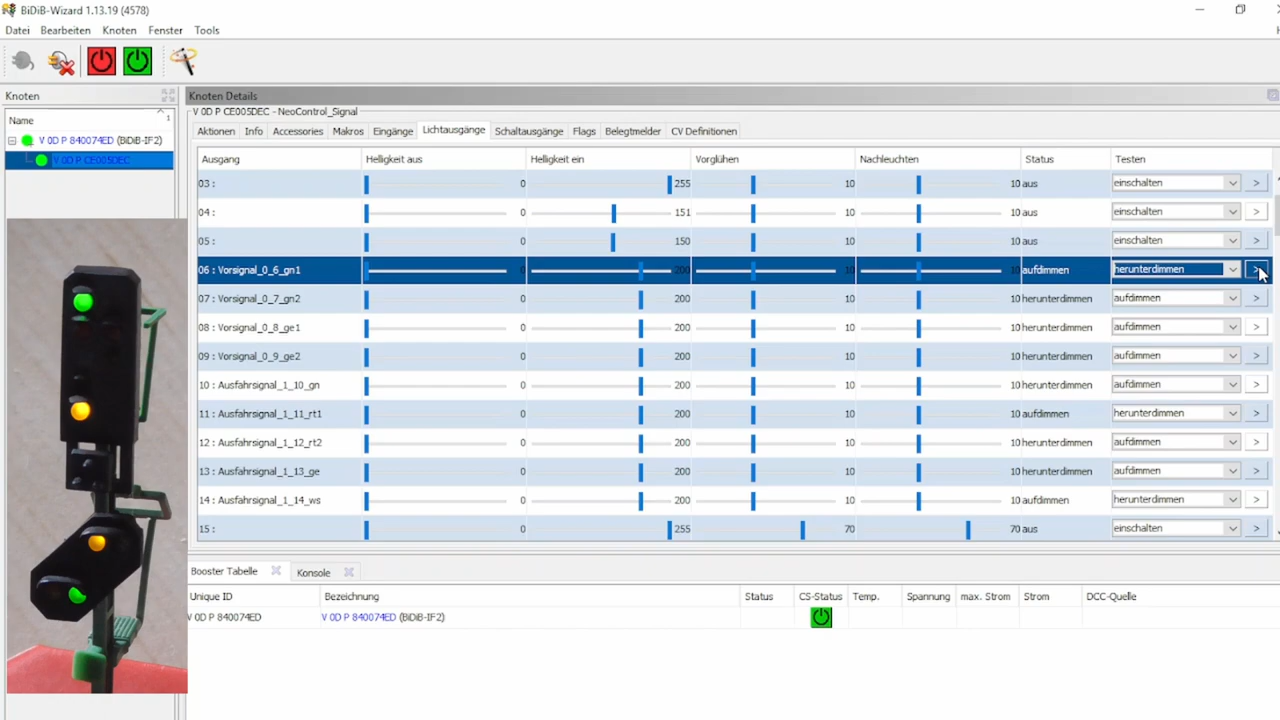 BiDiB-Wizard 1.13.19 (4578)
Datei Bearbeiten Knoten Fenster Tools
Knoten
Name
1
V 0D P 840074ED (BiDiB-IF2)
V 0D P CE005DEC
Knoten Details
V 0D P CE005DEC - NeoControl_Signal
Aktionen Info Accessories Makros Eingänge Lichtausgänge Schaltausgänge Flags Belegtmelder CV Definitionen
Ausgang Helligkeit aus Helligkeit ein Vorglühen Nachleuchten Status Testen
03 : 0 255 10 10 aus einschalten >
04 : 0 151 10 10 aus einschalten >
05 : 0 150 10 10 aus einschalten >
06 : Vorsignal_0_6_gn1 0 200 10 10 aufdimmen herunterdimmen >
07 : Vorsignal_0_7_gn2 0 200 10 10 herunterdimmen aufdimmen >
08 : Vorsignal_0_8_ge1 0 200 10 10 herunterdimmen aufdimmen >
09 : Vorsignal_0_9_ge2 0 200 10 10 herunterdimmen aufdimmen >
10 : Ausfahrsignal_1_10_gn 0 200 10 10 herunterdimmen aufdimmen >
11 : Ausfahrsignal_1_11_rt1 0 200 10 10 aufdimmen herunterdimmen >
12 : Ausfahrsignal_1_12_rt2 0 200 10 10 herunterdimmen aufdimmen >
13 : Ausfahrsignal_1_13_ge 0 200 10 10 herunterdimmen aufdimmen >
14 : Ausfahrsignal_1_14_ws 0 200 10 10 aufdimmen herunterdimmen >
15 : 0 255 70 70 aus einschalten >
Booster Tabelle Konsole
Unique ID Bezeichnung Status CS-Status Temp. Spannung max. Strom Strom DCC-Quelle
V 0D P 840074ED V 0D P 840074ED (BiDiB-IF2)